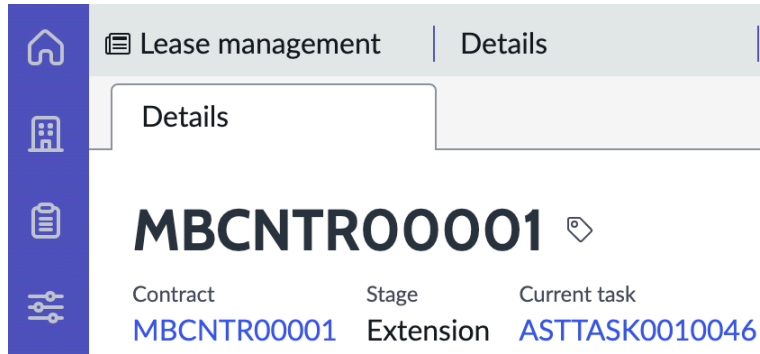 Lease management Details
Details
MBCNTR00001
Contract Stage Current task
MBCNTR00001 Extension ASTTASK0010046